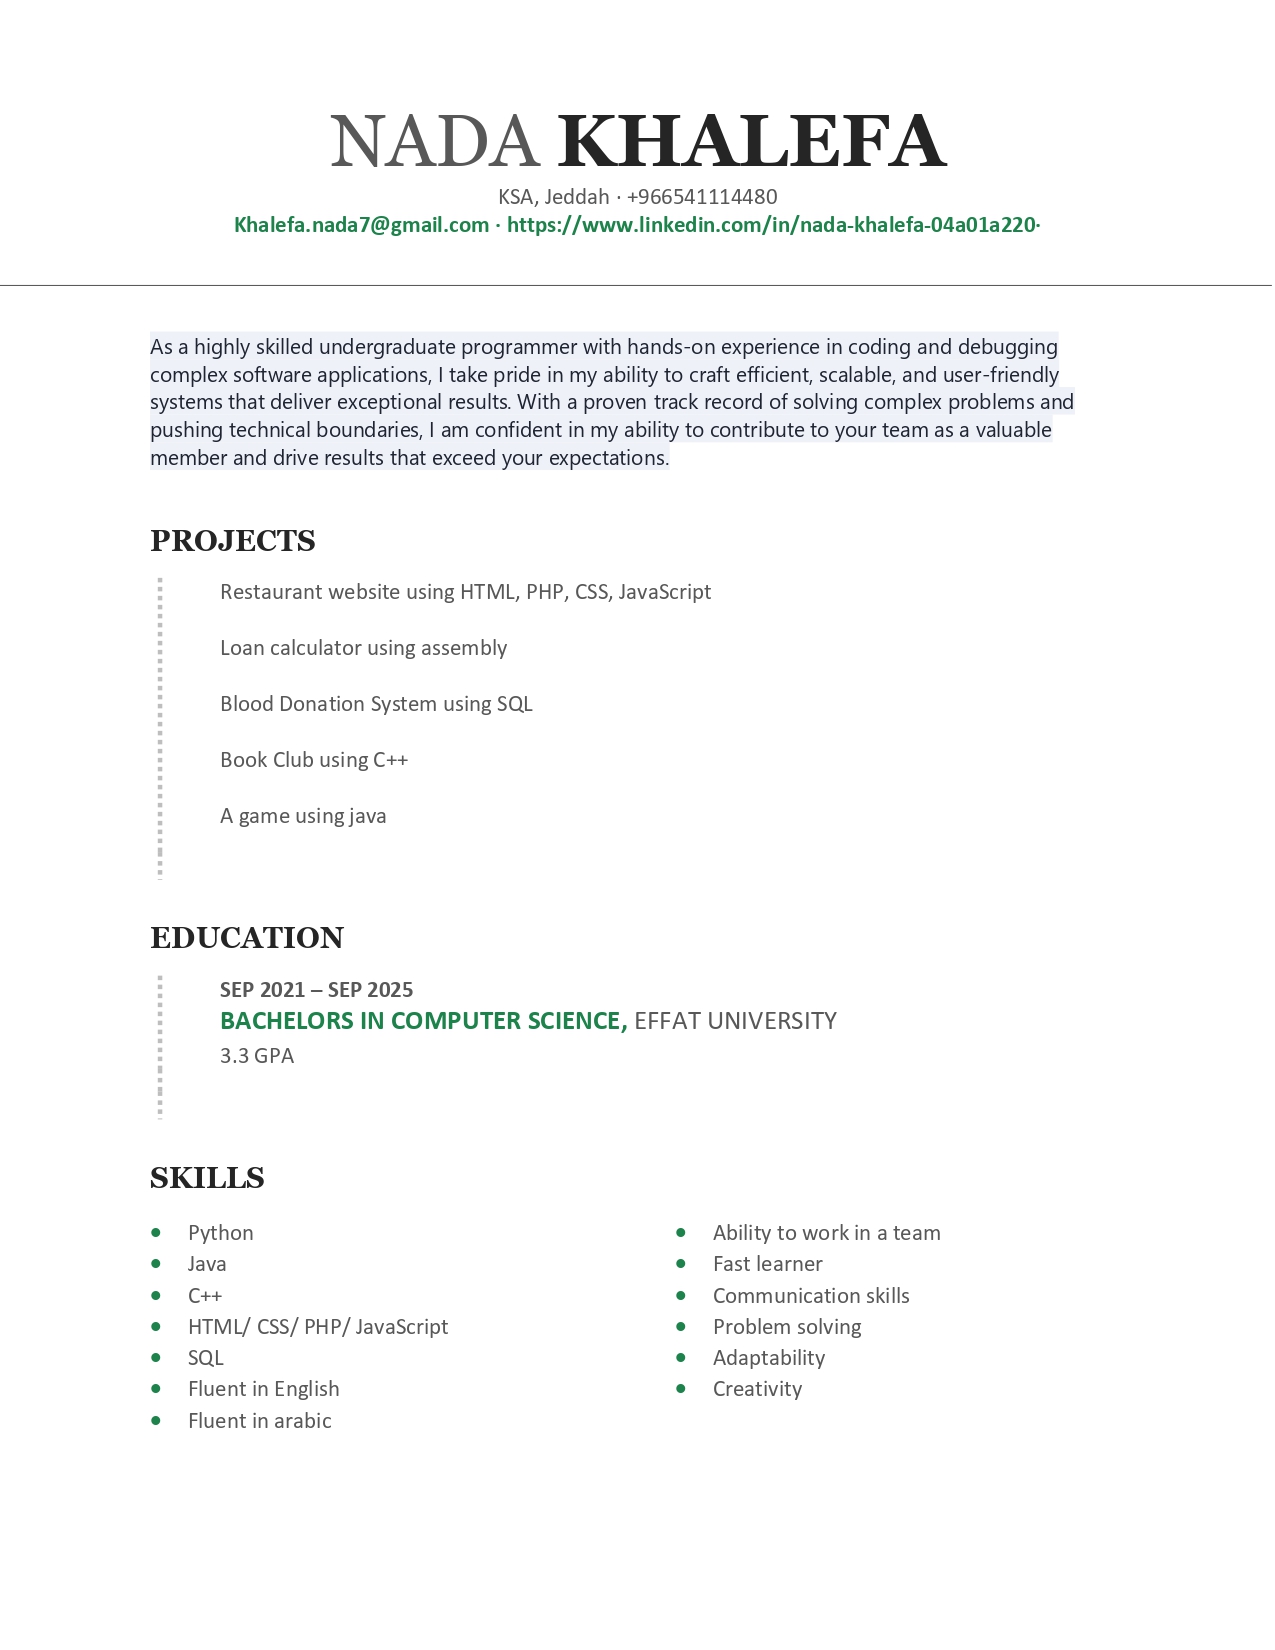 NADA KHALEFA
KSA, Jeddah · +966541114480
Khalefa.nada7@gmail.com · https://www.linkedin.com/in/nada-khalefa-04a01a220·
As a highly skilled undergraduate programmer with hands-on experience in coding and debugging
complex software applications, I take pride in my ability to craft efficient, scalable, and user-friendly
systems that deliver exceptional results. With a proven track record of solving complex problems and
pushing technical boundaries, I am confident in my ability to contribute to your team as a valuable
member and drive results that exceed your expectations.
PROJECTS
Restaurant website using HTML, PHP, CSS, JavaScript
Loan calculator using assembly
Blood Donation System using SQL
Book Club using C++
A game using java
EDUCATION
SEP 2021 – SEP 2025
BACHELORS IN COMPUTER SCIENCE, EFFAT UNIVERSITY
3.3 GPA
SKILLS
• Python
• Java
• C++
• HTML/ CSS/ PHP/ JavaScript
• SQL
• Fluent in English
• Fluent in arabic
• Ability to work in a team
• Fast learner
• Communication skills
• Problem solving
• Adaptability
• Creativity